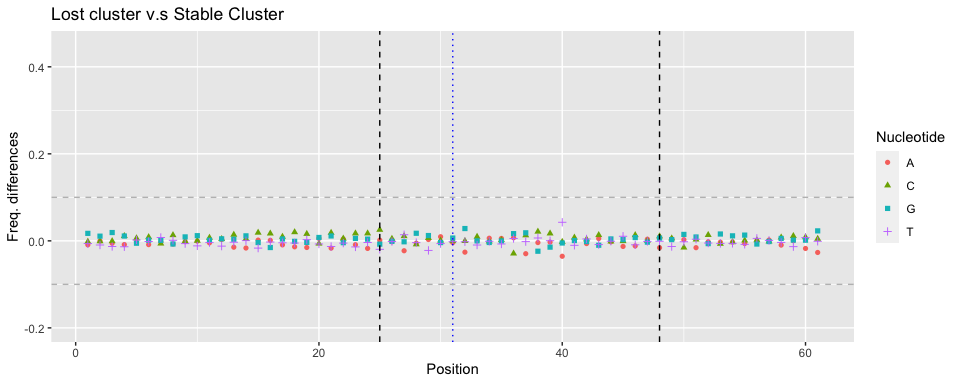 Lost cluster v.s Stable Cluster
Freq. differences
0.4
0.2
0.0
-0.2
0
20
40
60
Position
Nucleotide
A
C
G
T